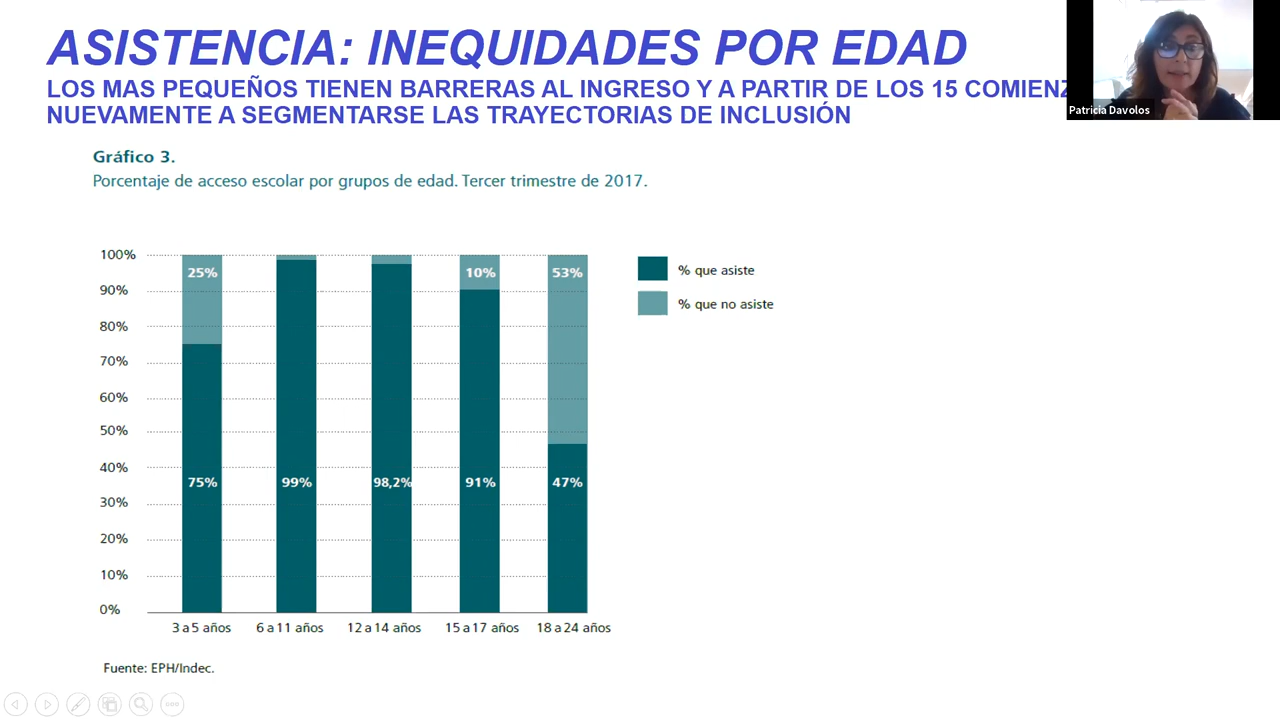 ASISTENCIA: INEQUIDADES POR EDAD
LOS MAS PEQUEÑOS TIENEN BARRERAS AL INGRESO Y A PARTIR DE LOS 15 COMIENZ
NUEVAMENTE A SEGMENTARSE LAS TRAYECTORIAS DE INCLUSIÓN
Patricia Davolos
Gráfico 3.
Porcentaje de acceso escolar por grupos de edad. Tercer trimestre de 2017.
100%
90%
80%
70%
60%
50%
40%
30%
20%
10%
0%
25%
10%
53%
75%
99%
98,2%
91%
47%
% que asiste
% que no asiste
3 a 5 años
6 a 11 años
12 a 14 años
15 a 17 años
18 a 24 años
Fuente: EPH/Indec.